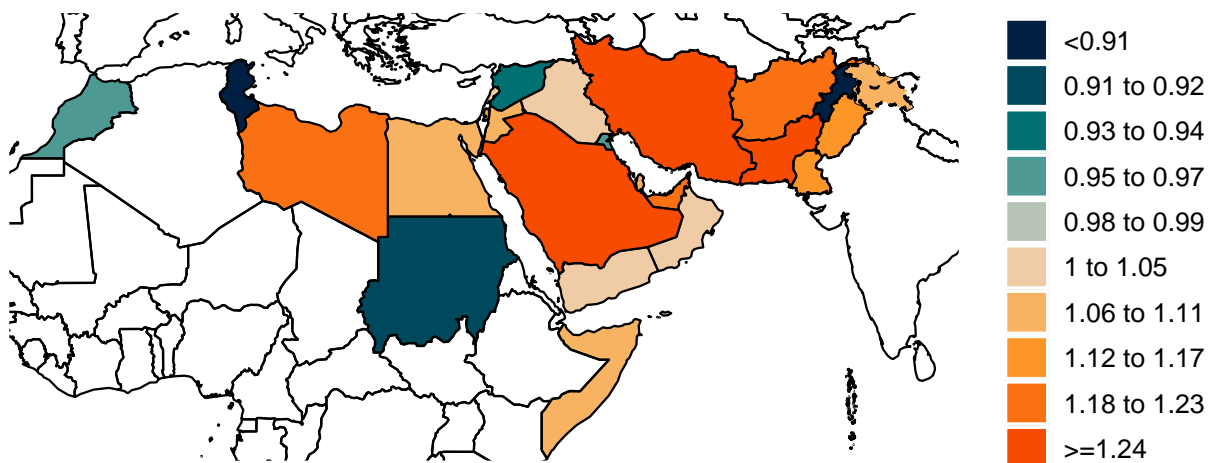 <0.91
0.91 to 0.92
0.93 to 0.94
0.95 to 0.97
0.98 to 0.99
1 to 1.05
1.06 to 1.11
1.12 to 1.17
1.18 to 1.23
>=1.24